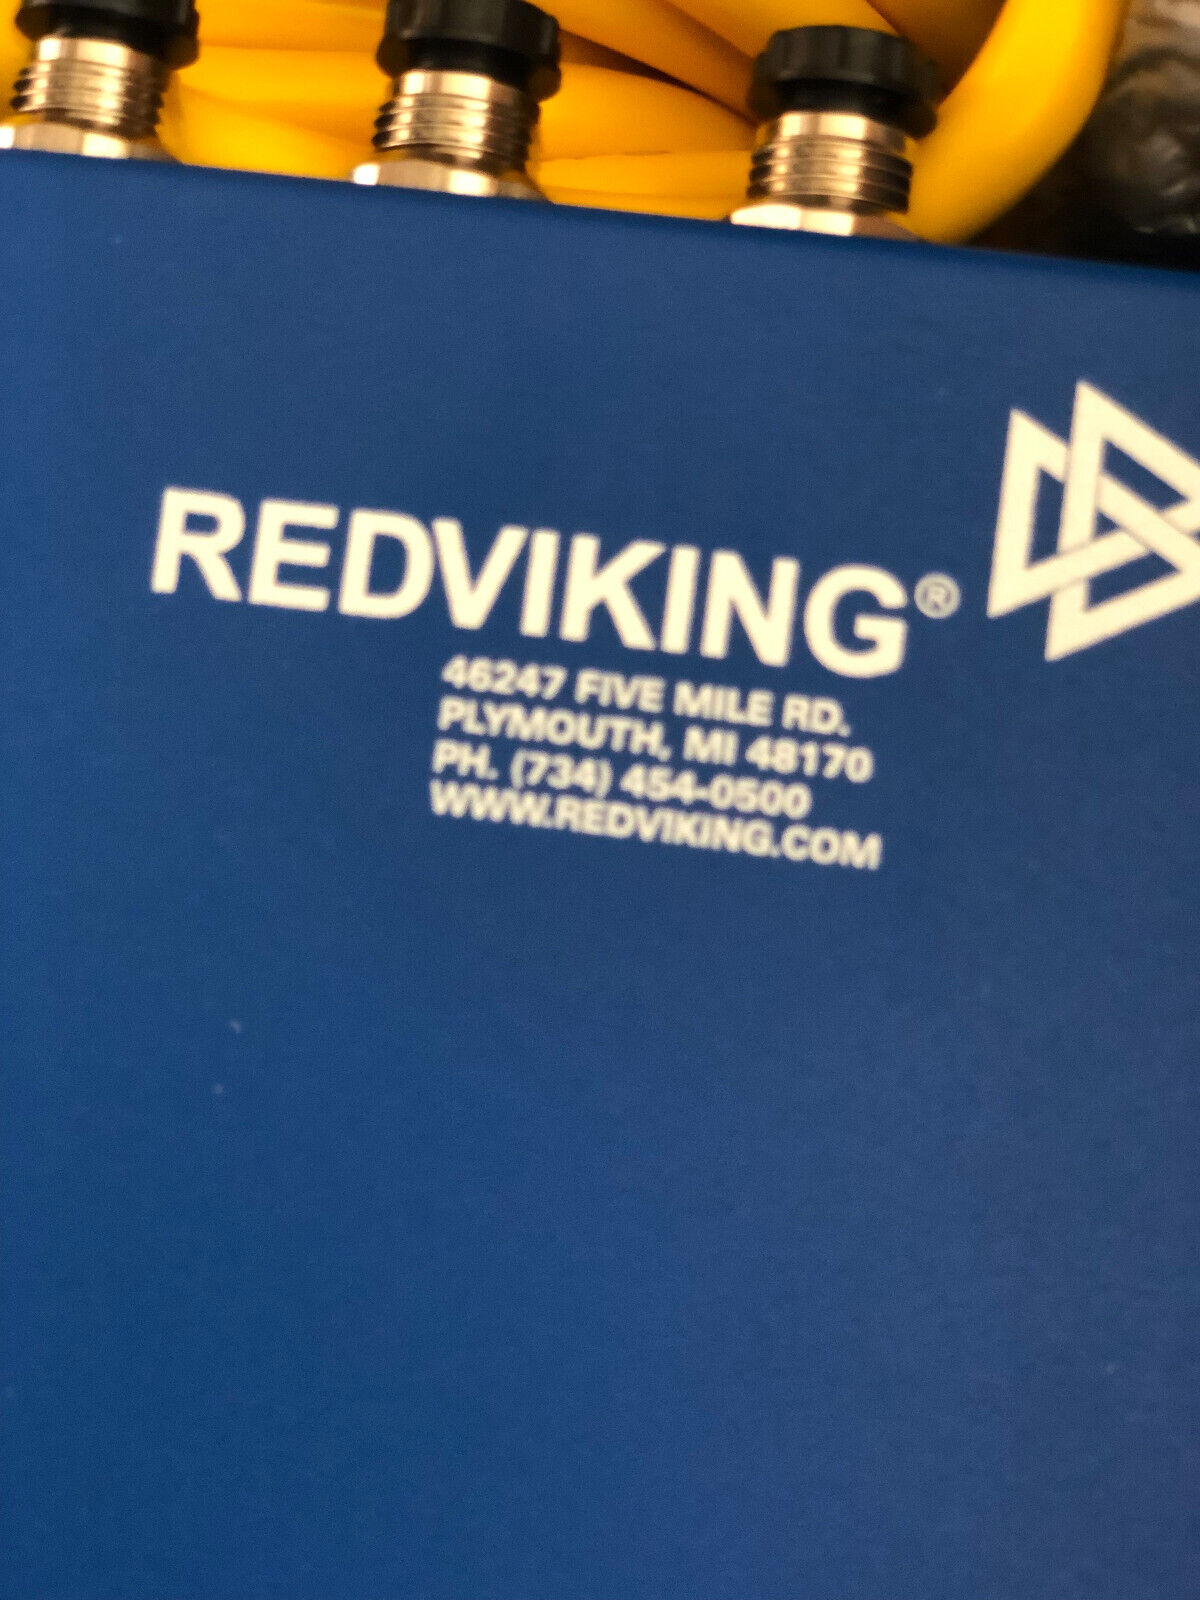 REDVIKING®
46247 FIVE MILE RD.
PLYMOUTH, MI 48170
PH. (734) 454-0500
WWW.REDVIKING.COM